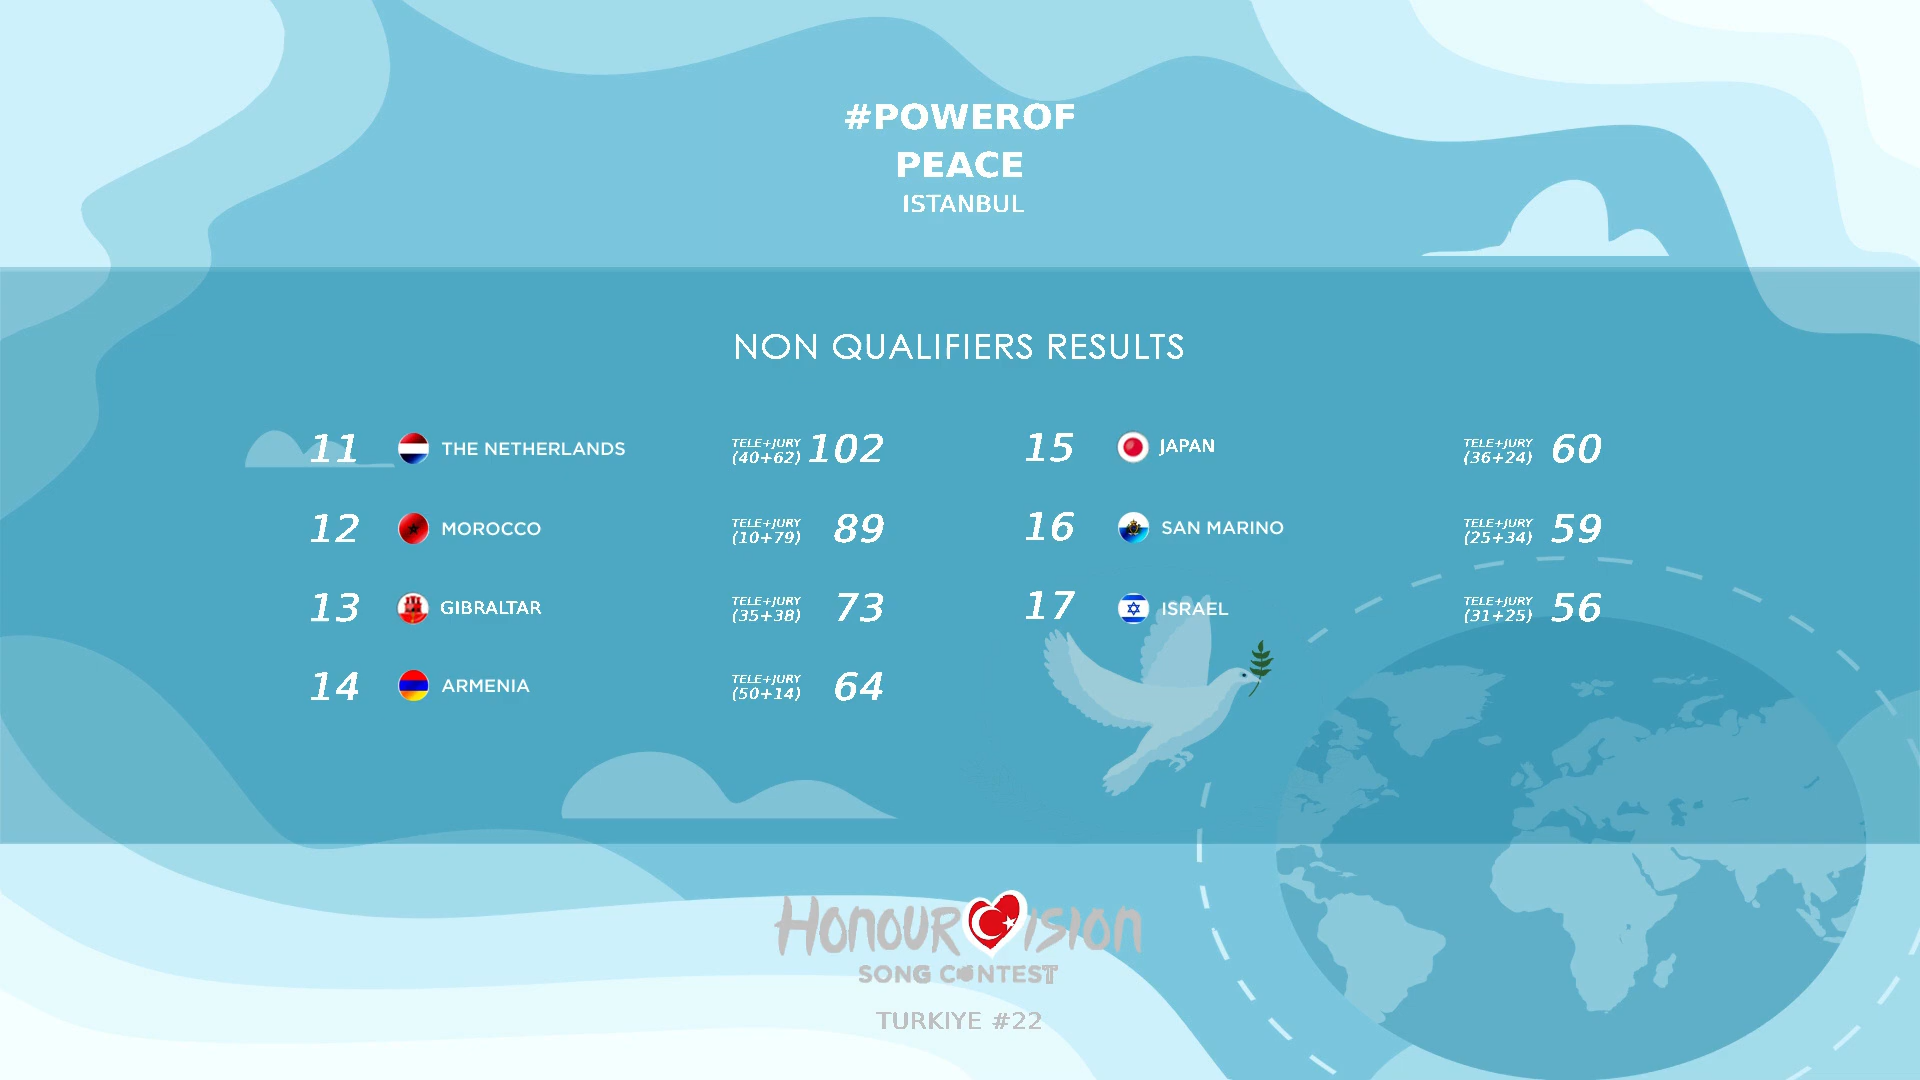 #POWEROF
PEACE
ISTANBUL
NON QUALIFIERS RESULTS
11 THE NETHERLANDS TELE+JURY (40+62) 102
12 MOROCCO TELE+JURY (10+79) 89
13 GIBRALTAR TELE+JURY (35+38) 73
14 ARMENIA TELE+JURY (50+14) 64
15 JAPAN TELE+JURY (36+24) 60
16 SAN MARINO TELE+JURY (25+34) 59
17 ISRAEL TELE+JURY (31+25) 56
HONOURVISION
SONG CONTEST
TURKIYE #22